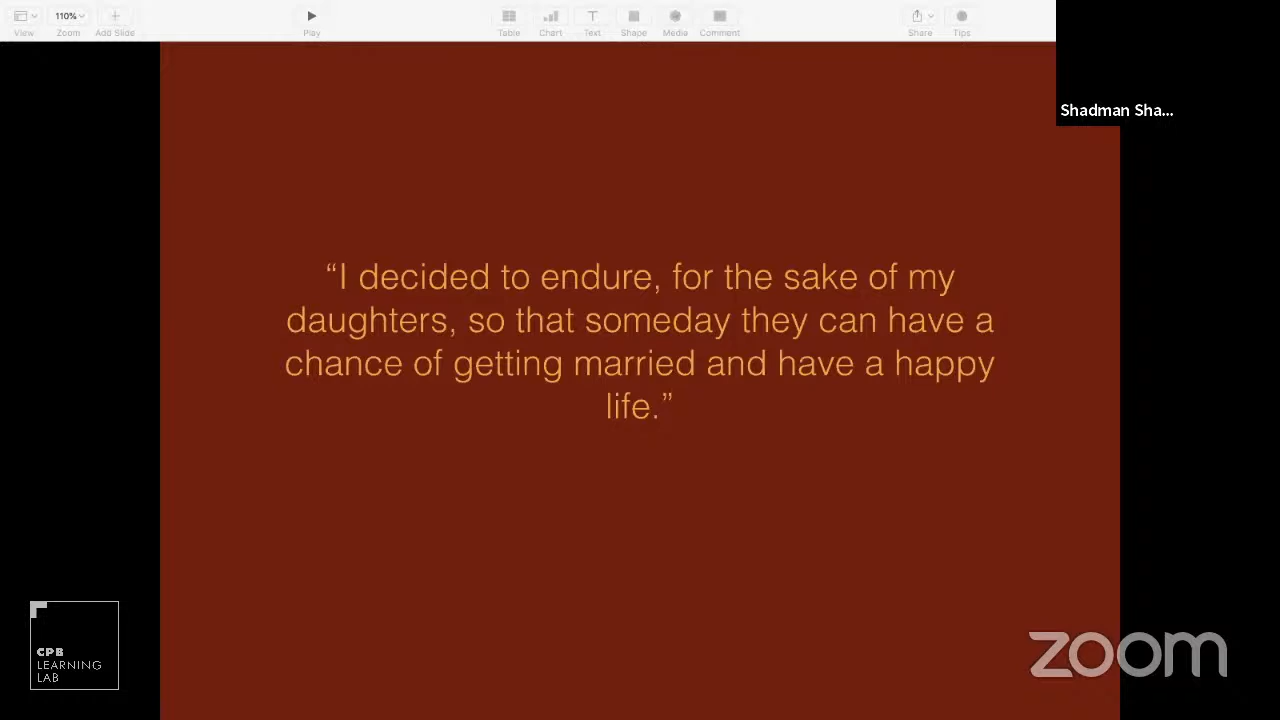 110%
View
Zoom
Add Slide
Play
Table
Chart
Text
Shape
Media
Comment
Share
Tips
Shadman Sha...
“I decided to endure, for the sake of my
daughters, so that someday they can have a
chance of getting married and have a happy
life.”
CPB
LEARNING
LAB
zoom